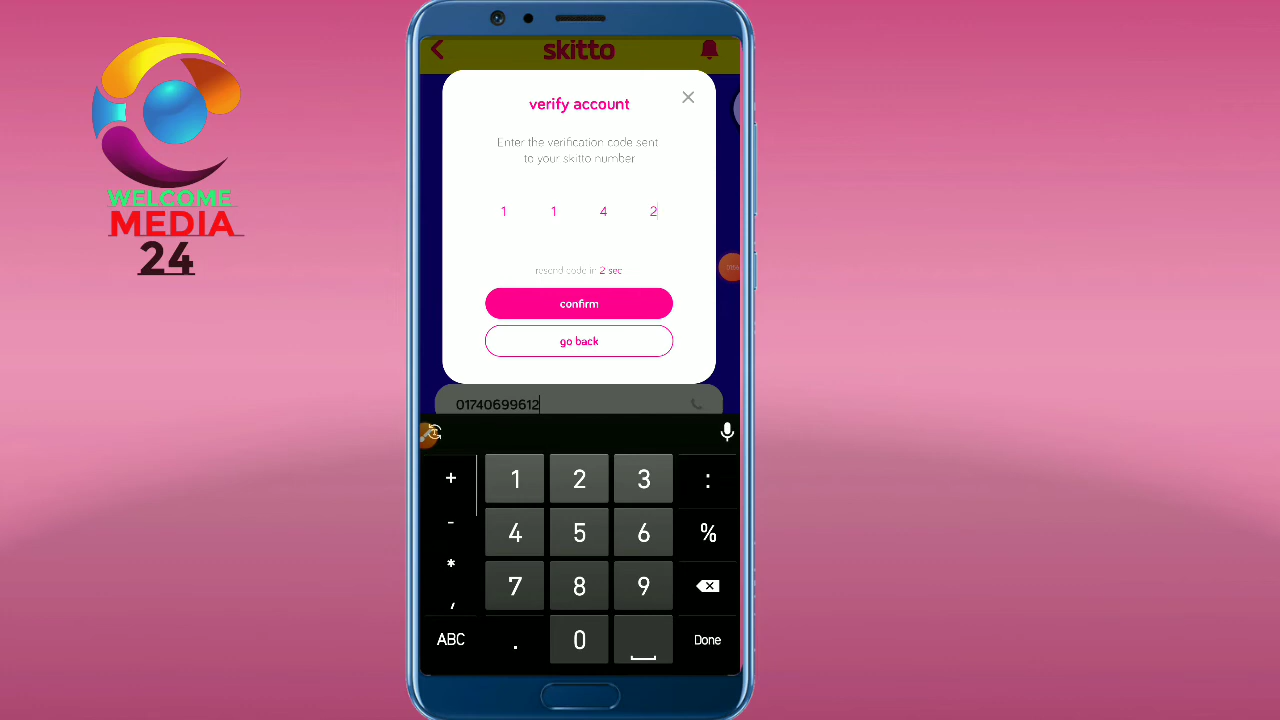 WELCOME
MEDIA
24
skitto
verify account
Enter the verification code sent
to your skitto number
1 1 4 2
resend code in 2 sec
confirm
go back
01740699612
+ 1 2 3 :
- 4 5 6 %
* 7 8 9
,
ABC . 0 Done